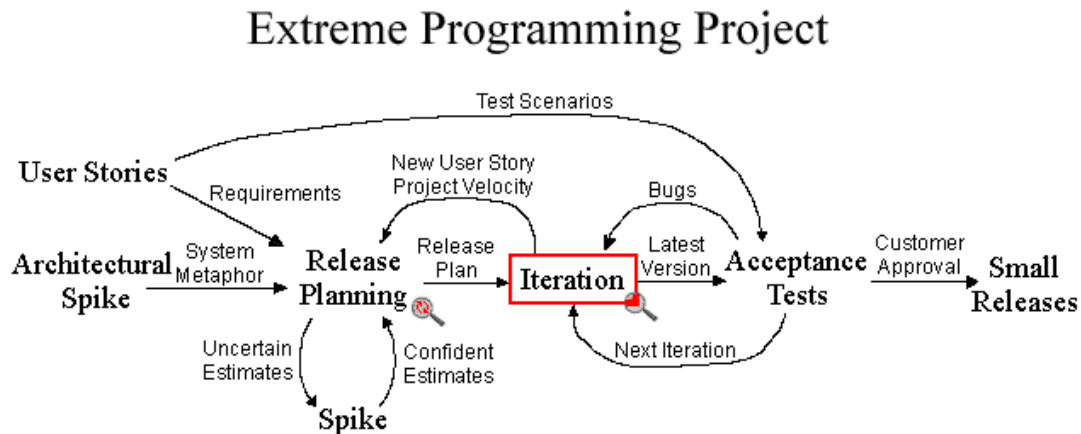 Extreme Programming Project
Test Scenarios
User Stories
New User Story
Project Velocity
Bugs
Requirements
Architectural
Spike
System
Metaphor
Release
Planning
Release
Plan
Iteration
Latest
Version
Acceptance
Tests
Customer
Approval
Small
Releases
Uncertain
Estimates
Confident
Estimates
Next Iteration
Spike